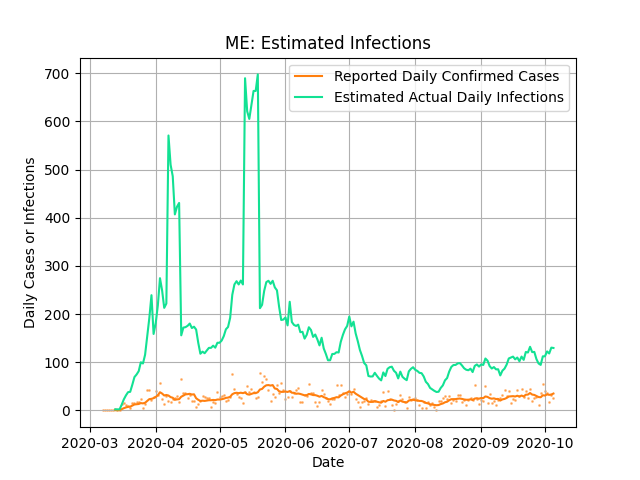 ME: Estimated Infections
Reported Daily Confirmed Cases
Estimated Actual Daily Infections
Daily Cases or Infections
700
600
500
400
300
200
100
0
2020-03 2020-04 2020-05 2020-06 2020-07 2020-08 2020-09 2020-10
Date